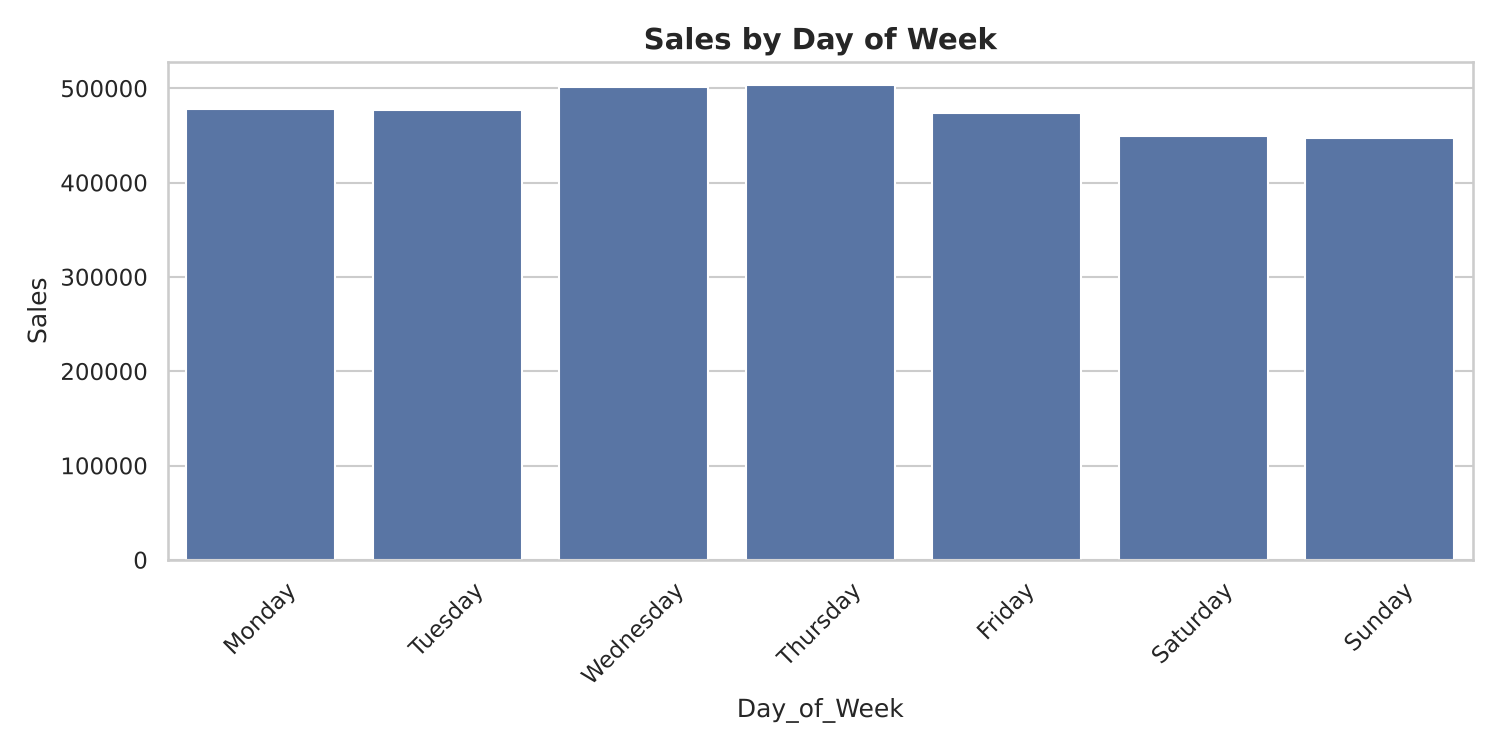 Sales by Day of Week
Sales
500000
400000
300000
200000
100000
0
Monday
Tuesday
Wednesday
Thursday
Friday
Saturday
Sunday
Day_of_Week